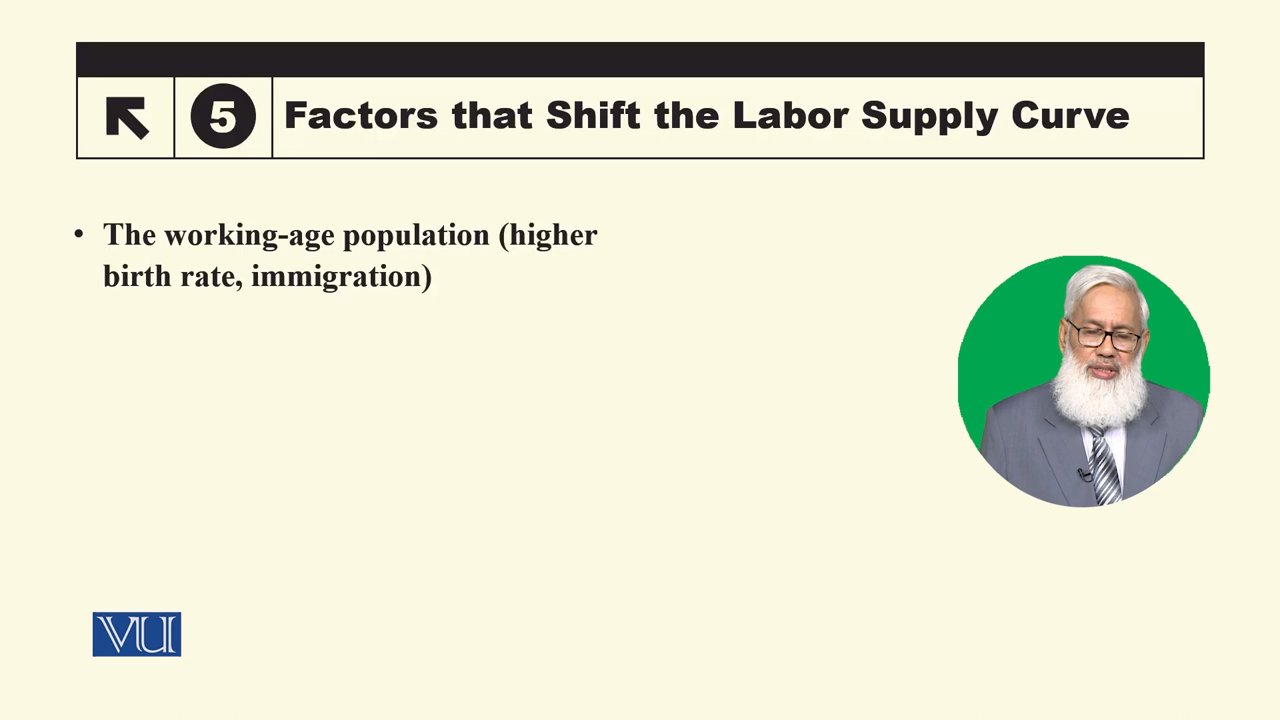 5 Factors that Shift the Labor Supply Curve
• The working-age population (higher
birth rate, immigration)
VU